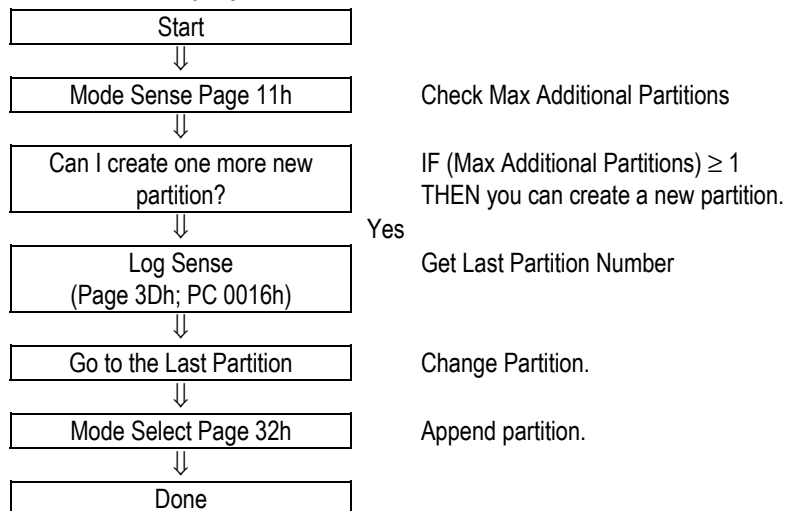 Start
⇓
Mode Sense Page 11h Check Max Additional Partitions
⇓
Can I create one more new IF (Max Additional Partitions) ≥ 1
partition? THEN you can create a new partition.
⇓ Yes
Log Sense Get Last Partition Number
(Page 3Dh; PC 0016h)
⇓
Go to the Last Partition Change Partition.
⇓
Mode Select Page 32h Append partition.
⇓
Done